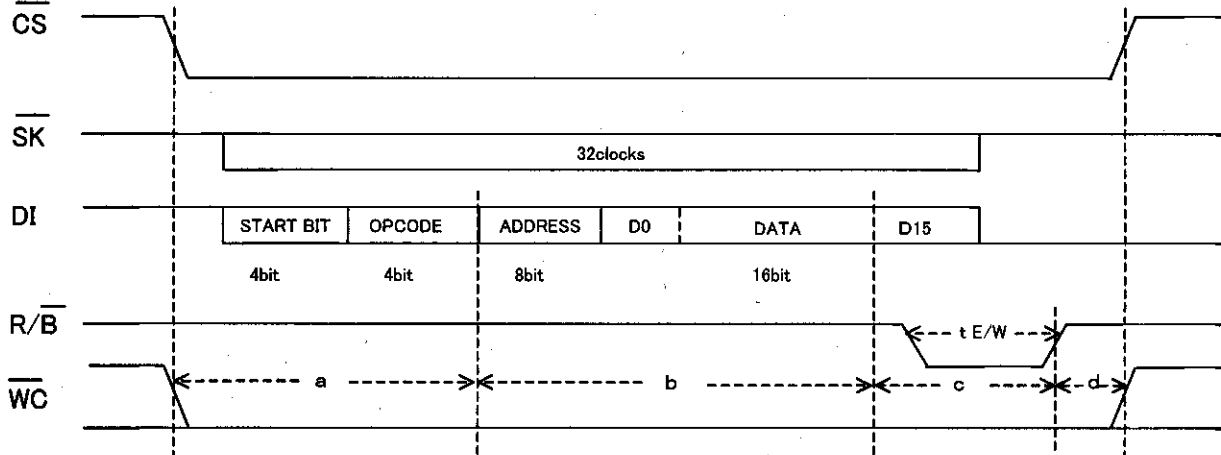 CS
SK
32clocks
DI START BIT OPCODE ADDRESS D0 DATA D15
4bit 4bit 8bit 16bit
R/B t E/W
WC a b c d